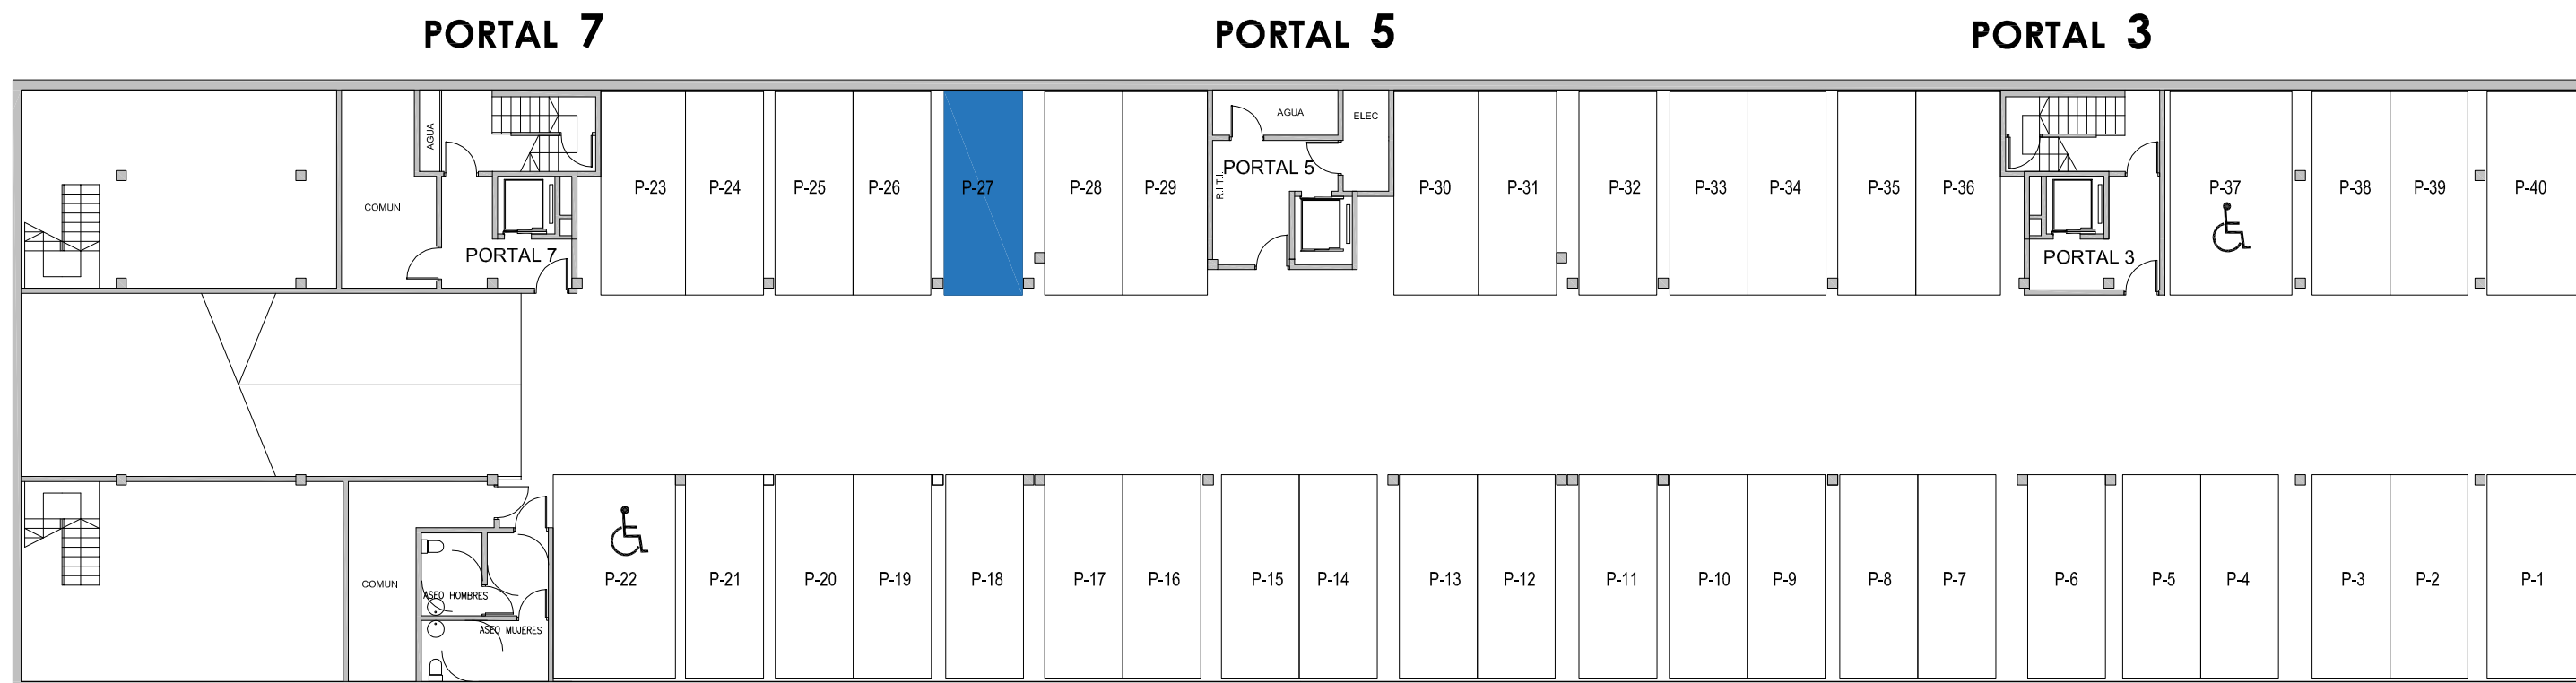 PORTAL 7
PORTAL 5
PORTAL 3
AGUA
COMUN
PORTAL 7
P-23
P-24
P-25
P-26
P-27
P-28
P-29
AGUA
ELEC
PORTAL 5
R.I.T.I.
P-30
P-31
P-32
P-33
P-34
P-35
P-36
PORTAL 3
P-37
P-38
P-39
P-40
COMUN
ASEO HOMBRES
ASEO MUJERES
P-22
P-21
P-20
P-19
P-18
P-17
P-16
P-15
P-14
P-13
P-12
P-11
P-10
P-9
P-8
P-7
P-6
P-5
P-4
P-3
P-2
P-1